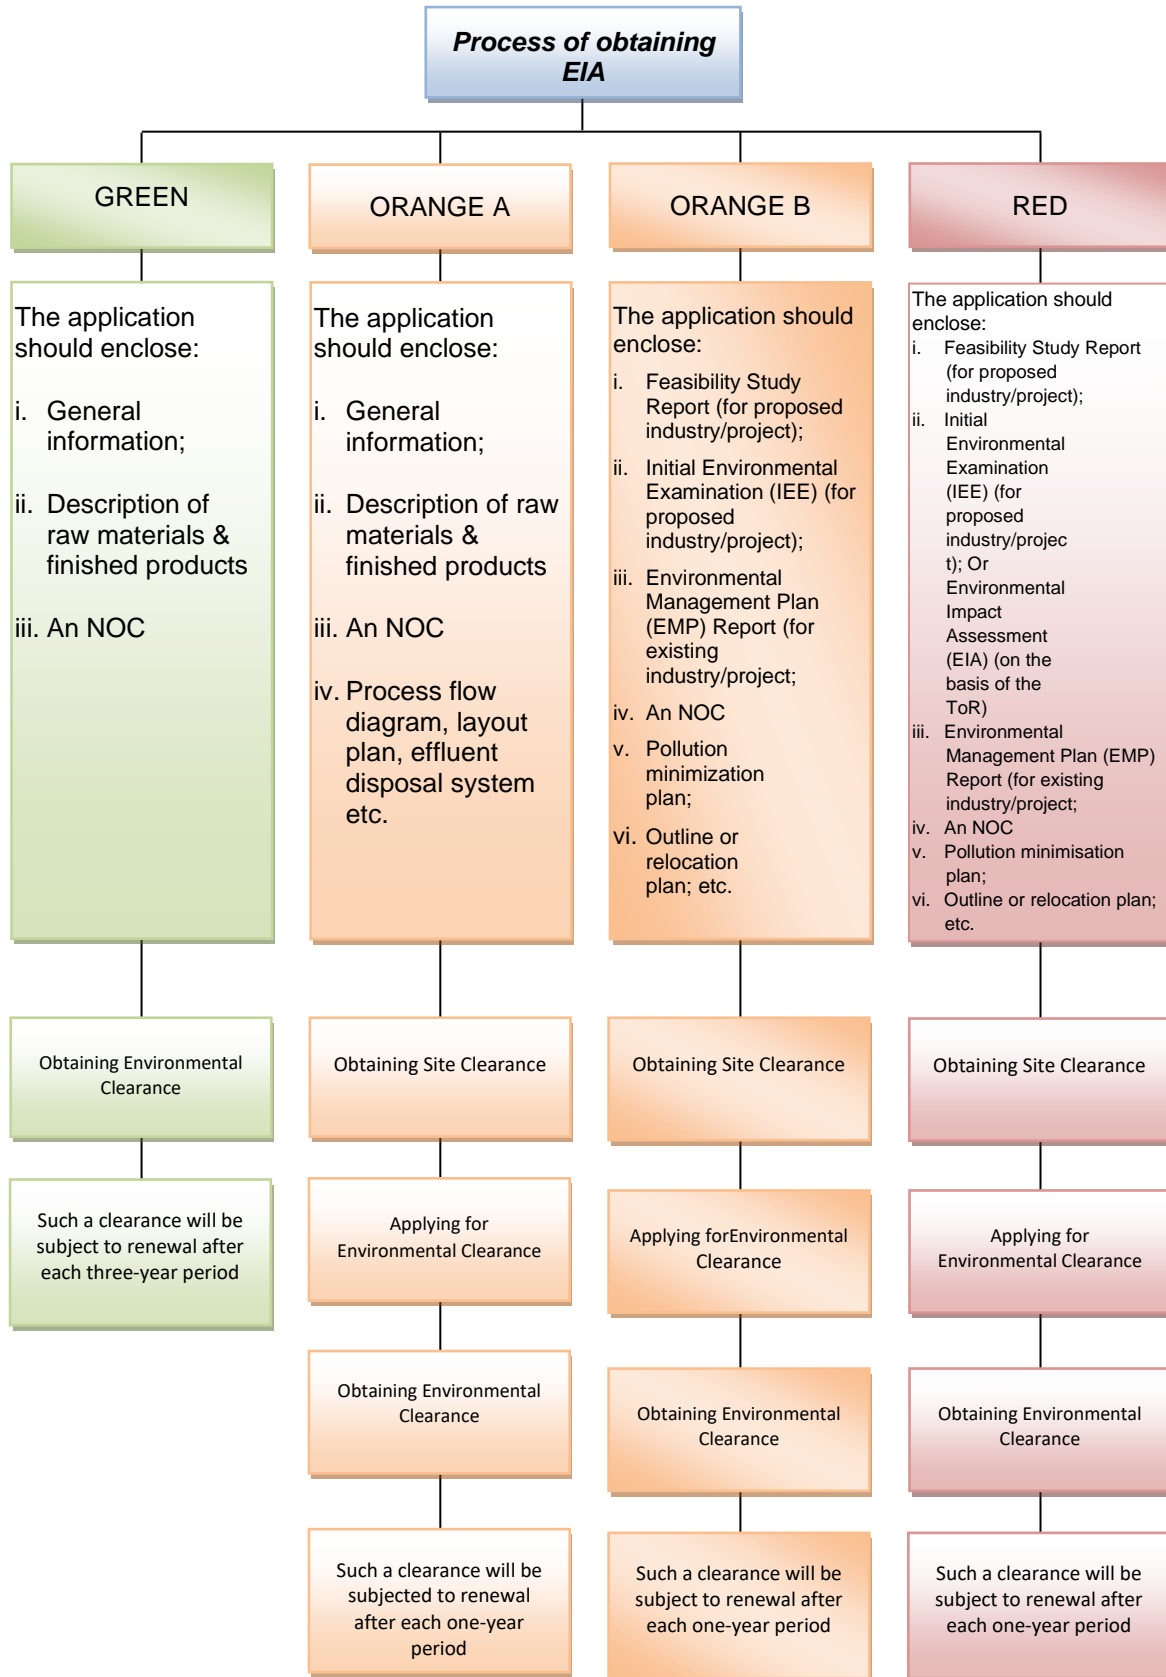 Process of obtaining
EIA
GREEN
ORANGE A
ORANGE B
RED
The application
should enclose:
i. General
information;
ii. Description of
raw materials &
finished products
iii. An NOC
The application
should enclose:
i. General
information;
ii. Description of raw
materials &
finished products
iii. An NOC
iv. Process flow
diagram, layout
plan, effluent
disposal system
etc.
The application should
enclose:
i. Feasibility Study
Report (for proposed
industry/project);
ii. Initial Environmental
Examination (IEE) (for
proposed
industry/project);
iii. Environmental
Management Plan
(EMP) Report (for
existing
industry/project;
iv. An NOC
v. Pollution
minimization
plan;
vi. Outline or
relocation
plan; etc.
The application should
enclose:
i. Feasibility Study Report
(for proposed
industry/project);
ii. Initial
Environmental
Examination
(IEE) (for
proposed
industry/projec
t); Or
Environmental
Impact
Assessment
(EIA) (on the
basis of the
ToR)
iii. Environmental
Management Plan (EMP)
Report (for existing
industry/project;
iv. An NOC
v. Pollution minimisation
plan;
vi. Outline or relocation plan;
etc.
Obtaining Environmental
Clearance
Obtaining Site Clearance
Obtaining Site Clearance
Obtaining Site Clearance
Such a clearance will be
subject to renewal after
each three-year period
Applying for
Environmental Clearance
Applying forEnvironmental
Clearance
Applying for
Environmental Clearance
Obtaining Environmental
Clearance
Obtaining Environmental
Clearance
Obtaining Environmental
Clearance
Such a clearance will be
subjected to renewal
after each one-year
period
Such a clearance will be
subject to renewal after
each one-year period
Such a clearance will be
subject to renewal after
each one-year period